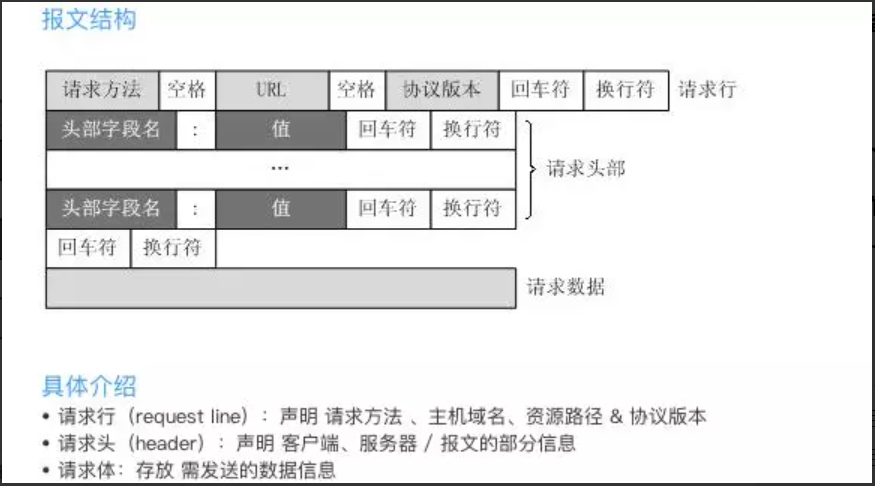 报文结构
请求方法 空格 URL 空格 协议版本 回车符 换行符 请求行
头部字段名 : 值 回车符 换行符
... 请求头部
头部字段名 : 值 回车符 换行符
回车符 换行符
请求数据
具体介绍
• 请求行（request line）：声明 请求方法 、主机域名、资源路径 & 协议版本
• 请求头（header）：声明 客户端、服务器 / 报文的部分信息
• 请求体：存放 需发送的数据信息